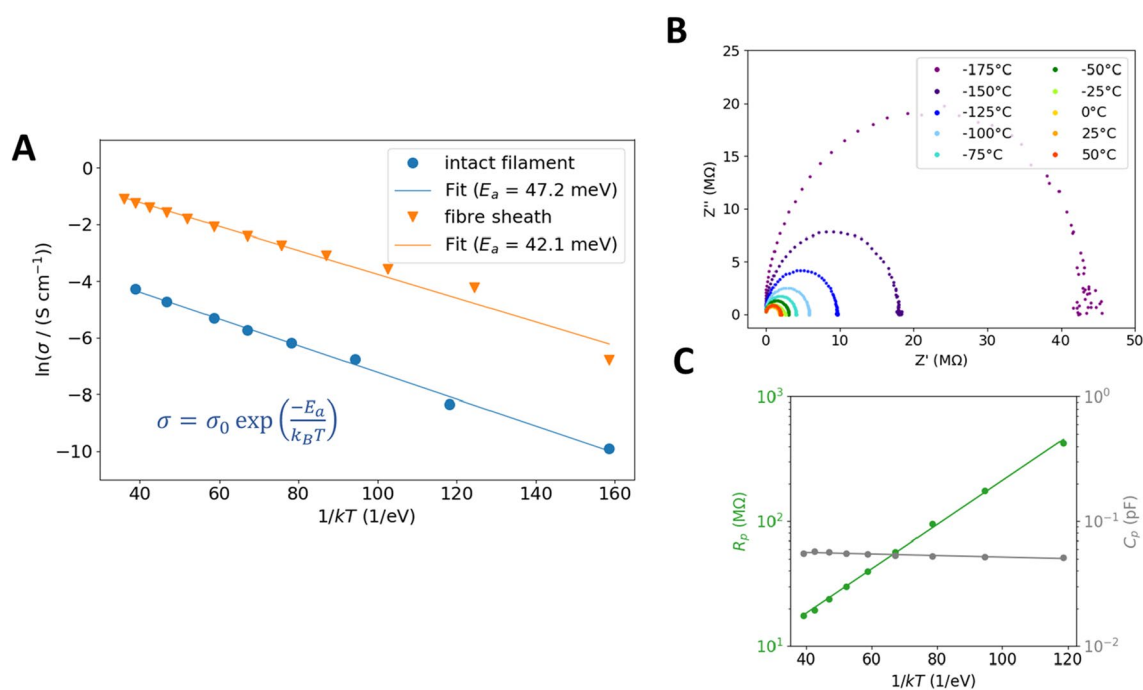 A
ln(σ / (S cm⁻¹))
0
−2
−4
−6
−8
−10
intact filament
Fit (Eₐ = 47.2 meV)
fibre sheath
Fit (Eₐ = 42.1 meV)
σ = σ₀ exp(−Eₐ/k_BT)
40 60 80 100 120 140 160
1/kT (1/eV)
B
Z'' (MΩ)
25
20
15
10
5
0
-175°C -50°C
-150°C -25°C
-125°C 0°C
-100°C 25°C
-75°C 50°C
0 10 20 30 40 50
Z' (MΩ)
C
Rₚ (MΩ)
10³
10²
10¹
10⁰
10⁻¹
10⁻²
Cₚ (pF)
40 60 80 100 120
1/kT (1/eV)